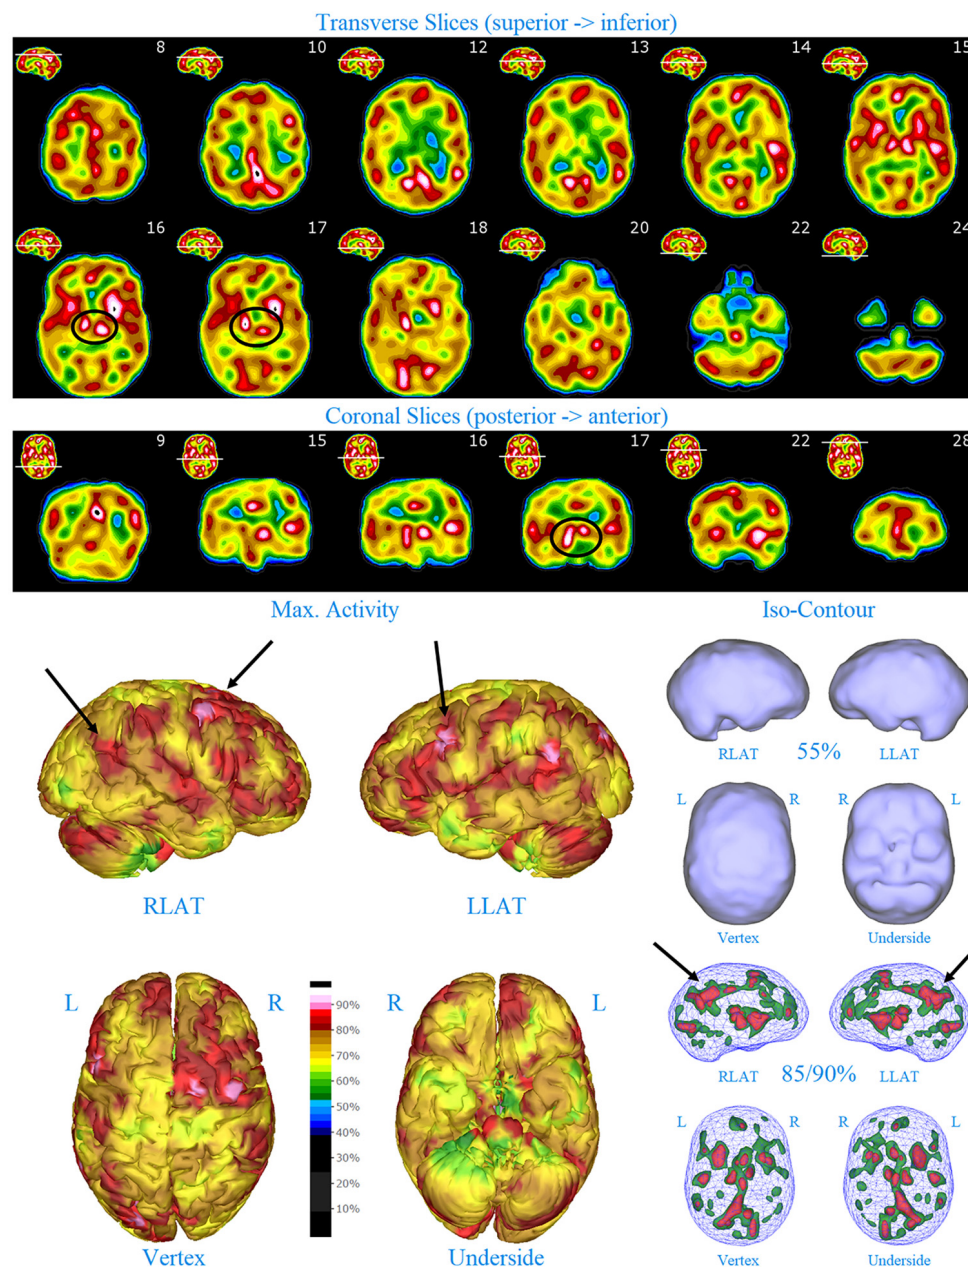 Transverse Slices (superior -> inferior)
8 10 12 13 14 15
16 17 18 20 22 24
Coronal Slices (posterior -> anterior)
9 15 16 17 22 28
Max. Activity
Iso-Contour
RLAT 55% LLAT
L R R L
RLAT LLAT
Vertex Underside
L R
90%
80%
70%
60%
50%
40%
30%
20%
10%
R L
RLAT 85/90% LLAT
L R R L
Vertex Underside
Vertex Underside